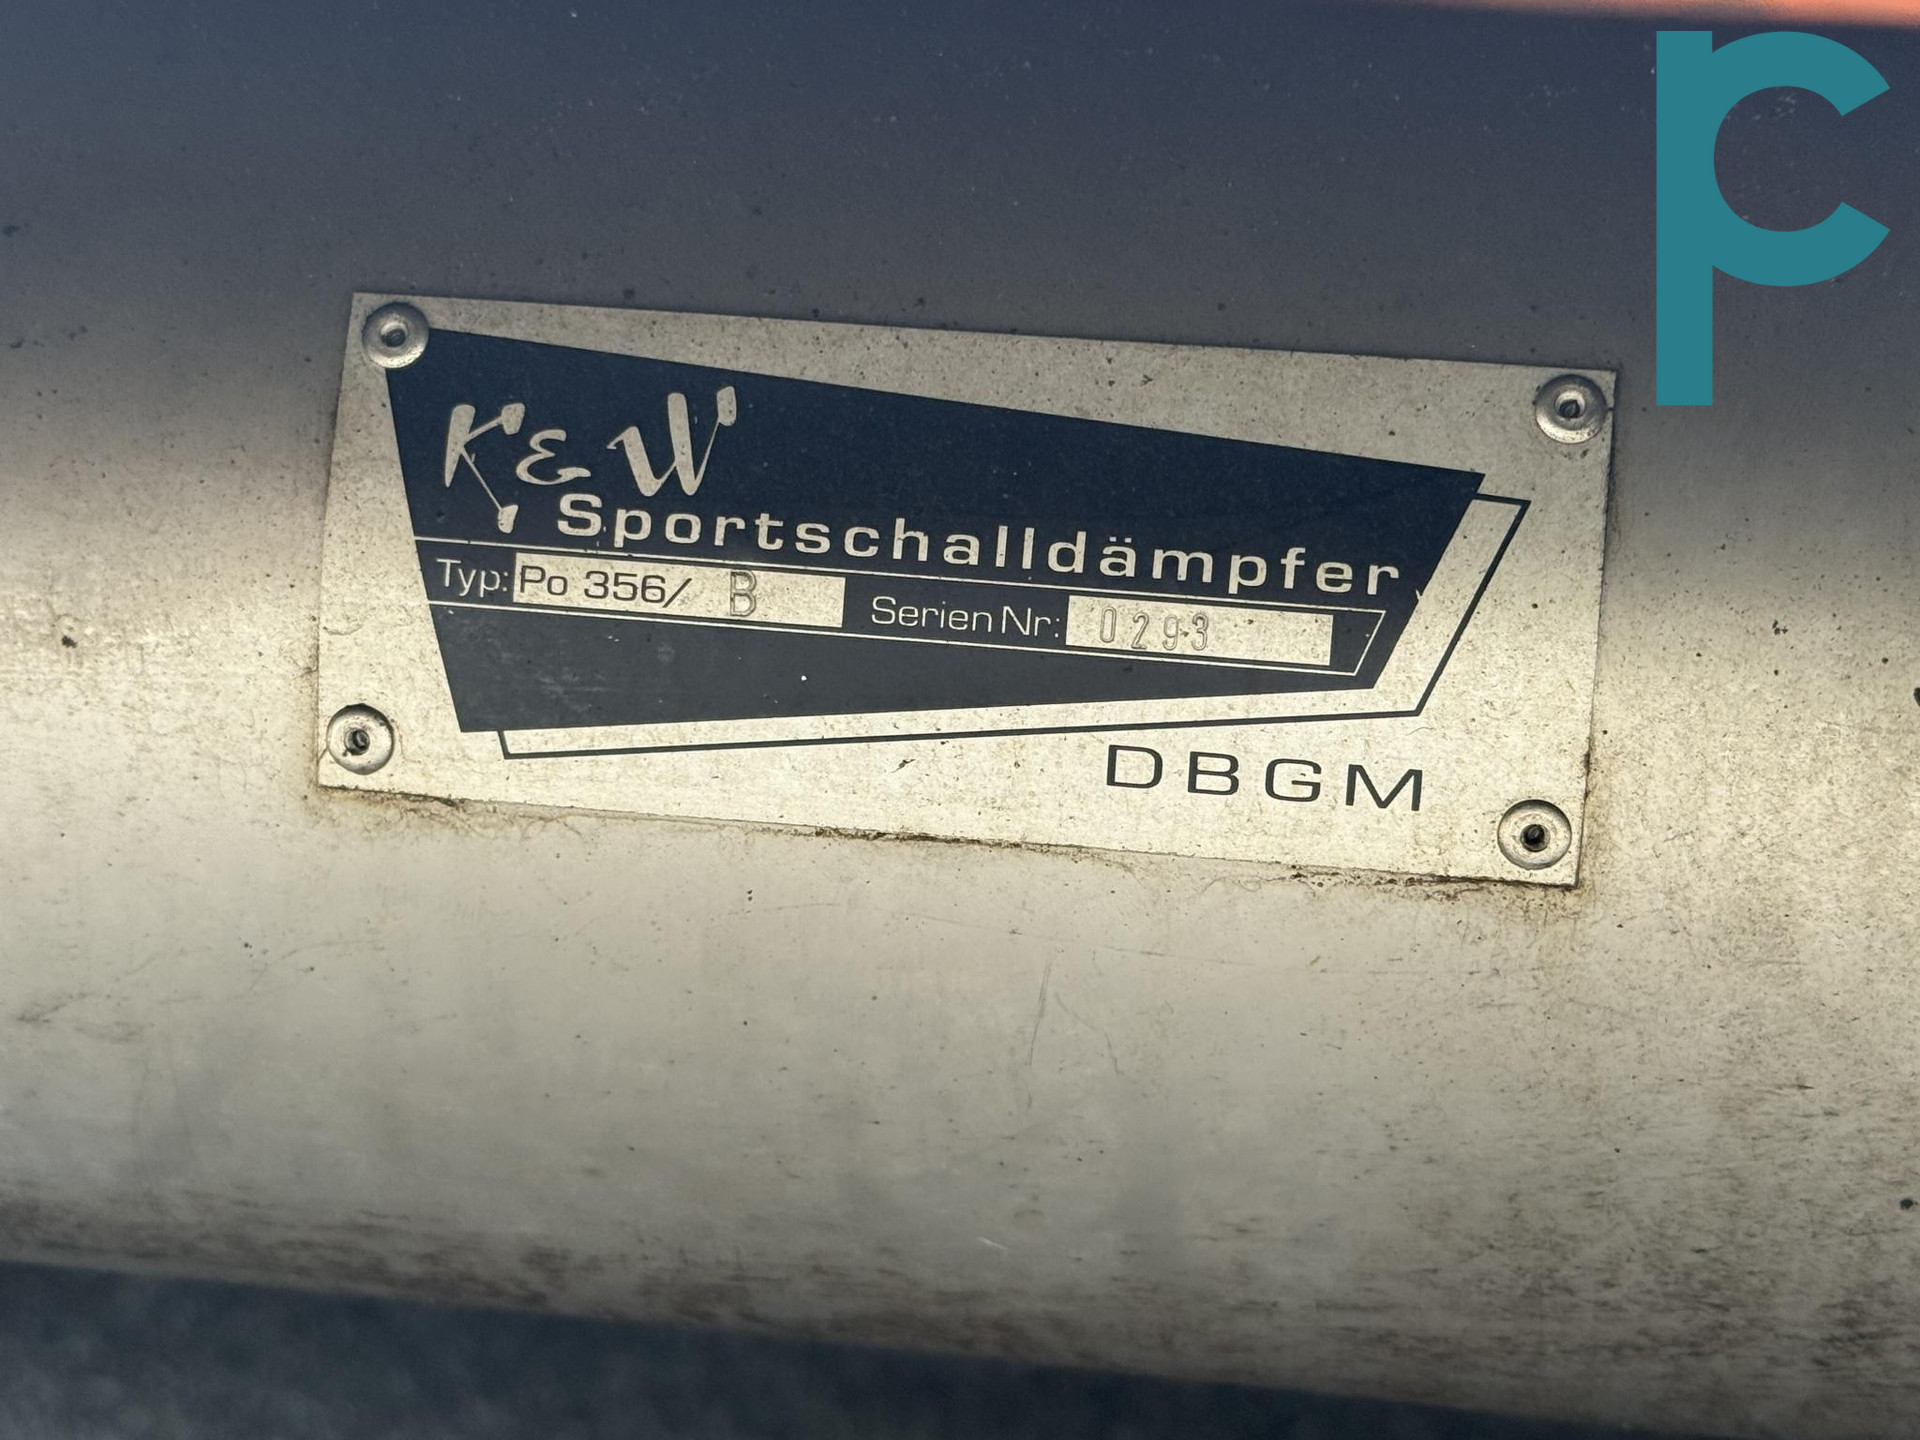 K & W
Sportschalldämpfer
Typ: Po 356/ B Serien Nr: 0293
DBGM